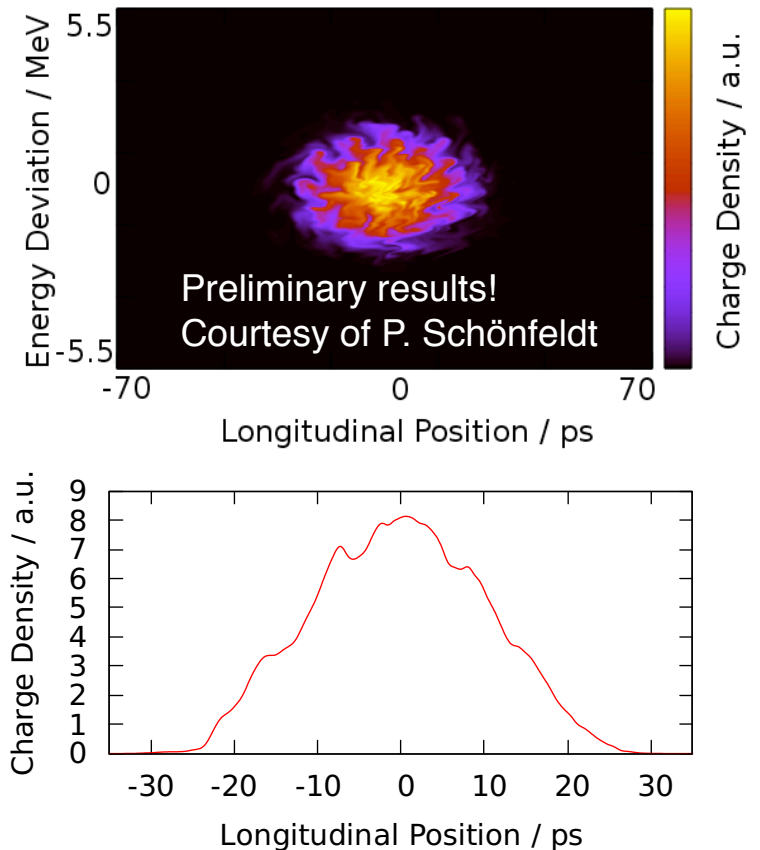 5.5
0
-5.5
Energy Deviation / MeV
Preliminary results!
Courtesy of P. Schönfeldt
Charge Density / a.u.
-70 0 70
Longitudinal Position / ps
9
8
7
6
5
4
3
2
1
0
Charge Density / a.u.
-30 -20 -10 0 10 20 30
Longitudinal Position / ps